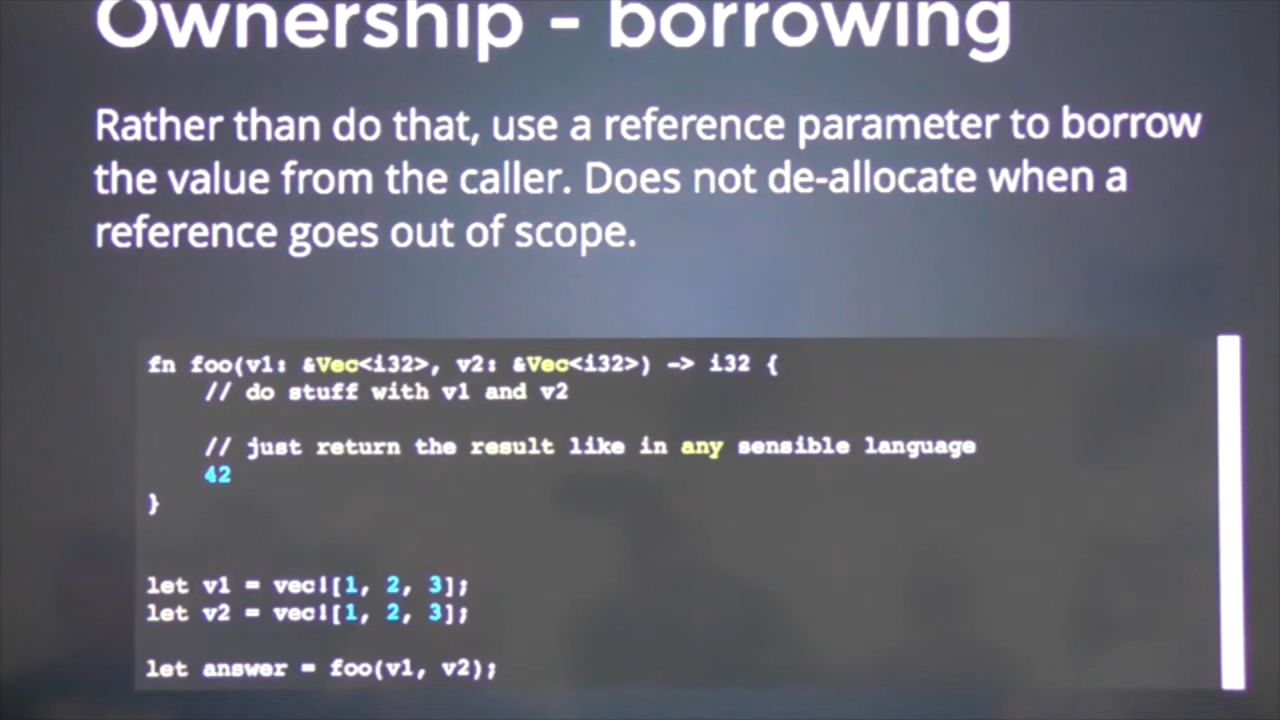 Ownership - borrowing
Rather than do that, use a reference parameter to borrow
the value from the caller. Does not de-allocate when a
reference goes out of scope.
fn foo(v1: &Vec<i32>, v2: &Vec<i32>) -> i32 {
// do stuff with v1 and v2
// just return the result like in any sensible language
42
}
let v1 = vec![1, 2, 3];
let v2 = vec![1, 2, 3];
let answer = foo(v1, v2);